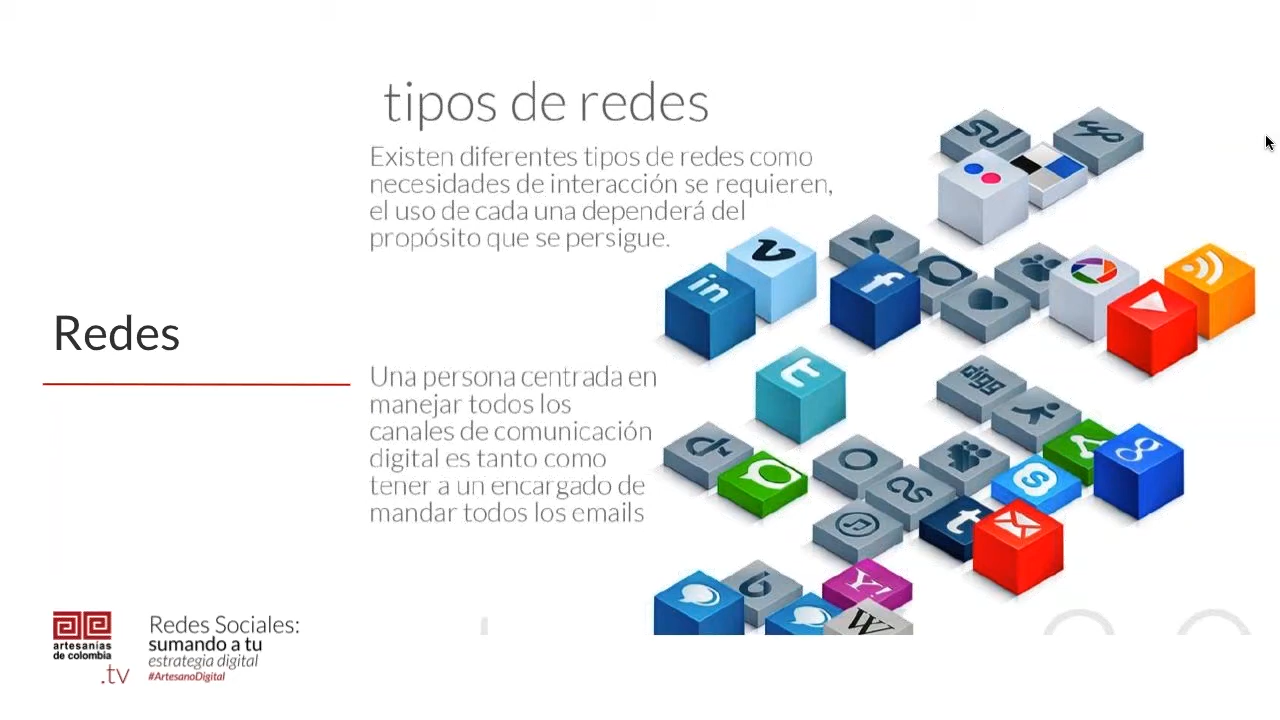 tipos de redes
Existen diferentes tipos de redes como
necesidades de interacción se requieren,
el uso de cada una dependerá del
propósito que se persigue.
Redes
Una persona centrada en
manejar todos los
canales de comunicación
digital es tanto como
tener a un encargado de
mandar todos los emails
in
f
t
digg
as
g
S
t
Y!
W
artesanías
de colombia
.tv
Redes Sociales:
sumando a tu
estrategia digital
#ArtesanoDigital